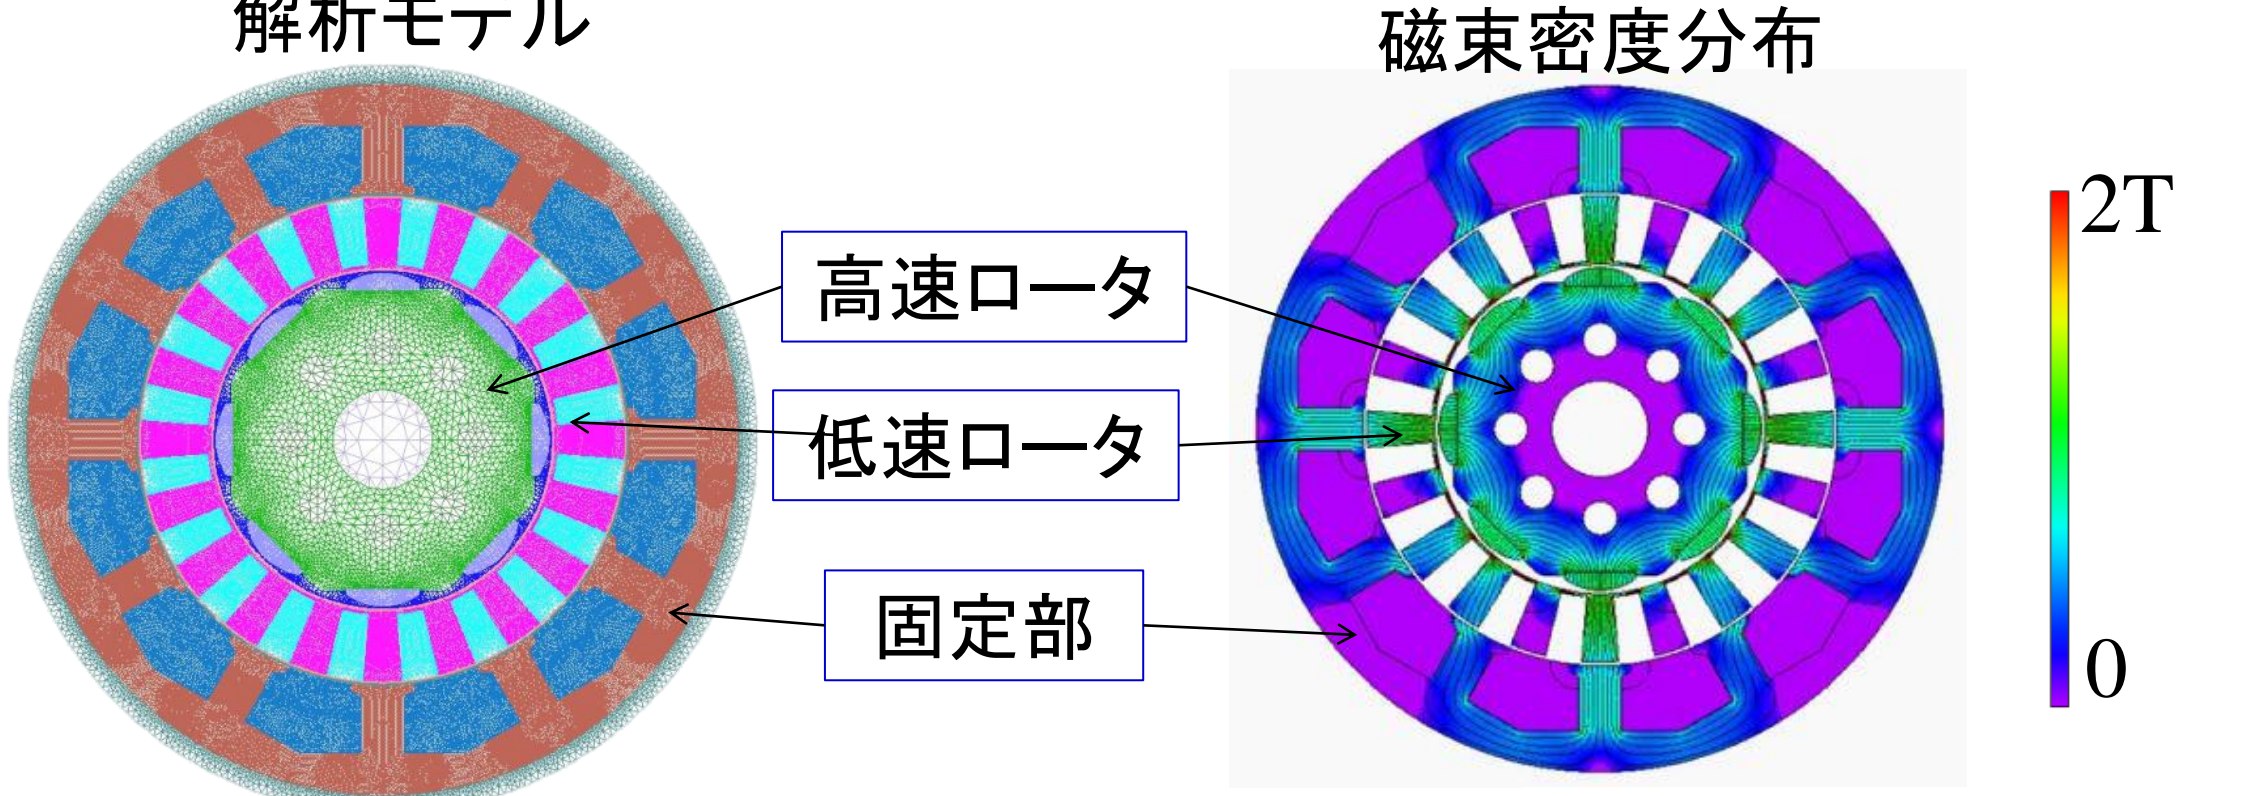 解析モデル
磁束密度分布
高速ロータ
低速ロータ
固定部
2T
0